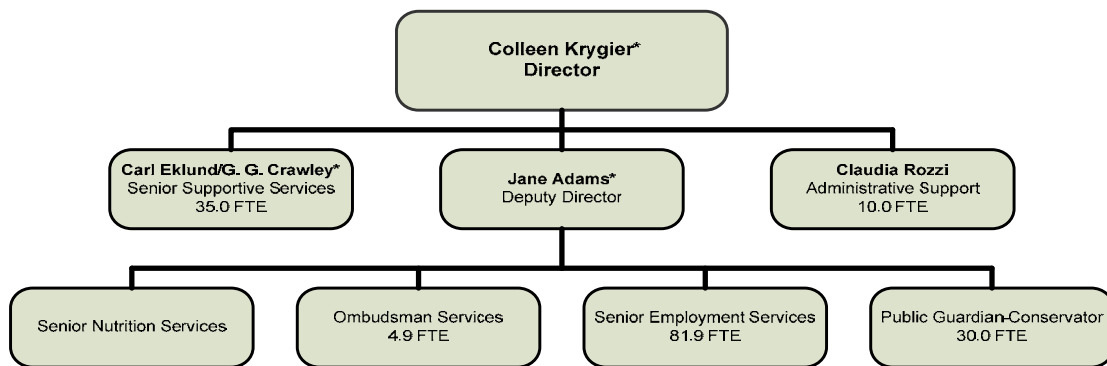 Colleen Krygier*
Director
Carl Eklund/G. G. Crawley*
Senior Supportive Services
35.0 FTE
Jane Adams*
Deputy Director
Claudia Rozzi
Administrative Support
10.0 FTE
Senior Nutrition Services
Ombudsman Services
4.9 FTE
Senior Employment Services
81.9 FTE
Public Guardian-Conservator
30.0 FTE